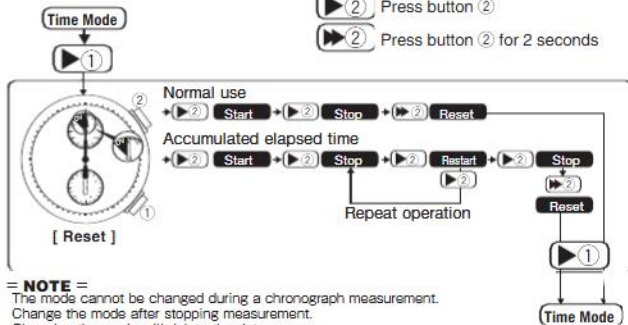 ▶② Press button ②
Time Mode
▶▶② Press button ② for 2 seconds
▶①
Normal use
▶② Start ▶② Stop ▶▶② Reset
Accumulated elapsed time
▶② Start ▶② Stop ▶② Restart ▶② Stop
▶② ▶▶②
Repeat operation Reset
②
①
[ Reset ]
▶①
= NOTE =
The mode cannot be changed during a chronograph measurement.
Change the mode after stopping measurement.
Time Mode